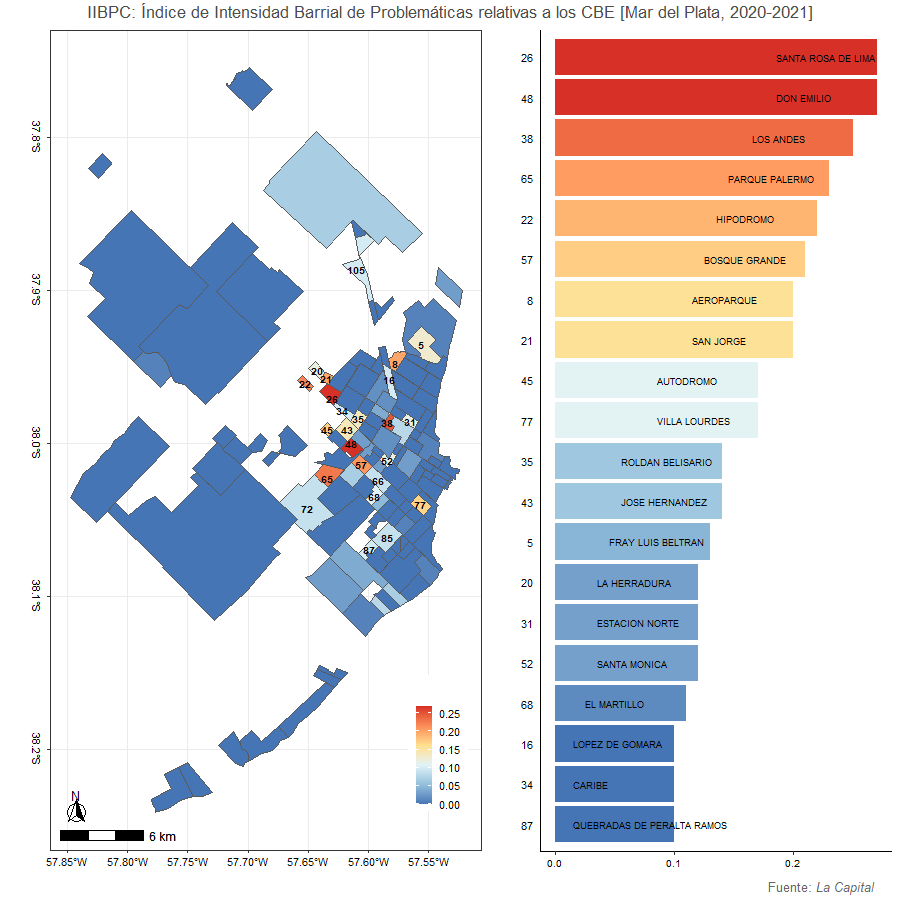 IIBPC: Índice de Intensidad Barrial de Problemáticas relativas a los CBE [Mar del Plata, 2020-2021]
37.8°S
37.9°S
38.0°S
38.1°S
38.2°S
105
5
8
20
21
16
22
26
34
35
38
31
45
43
48
52
57
65
66
68
77
72
85
87
0.25
0.20
0.15
0.10
0.05
0.00
N
6 km
57.85°W 57.80°W 57.75°W 57.70°W 57.65°W 57.60°W 57.55°W
26 SANTA ROSA DE LIMA
48 DON EMILIO
38 LOS ANDES
65 PARQUE PALERMO
22 HIPODROMO
57 BOSQUE GRANDE
8 AEROPARQUE
21 SAN JORGE
45 AUTODROMO
77 VILLA LOURDES
35 ROLDAN BELISARIO
43 JOSE HERNANDEZ
5 FRAY LUIS BELTRAN
20 LA HERRADURA
31 ESTACION NORTE
52 SANTA MONICA
68 EL MARTILLO
16 LOPEZ DE GOMARA
34 CARIBE
87 QUEBRADAS DE PERALTA RAMOS
0.0 0.1 0.2
Fuente: La Capital